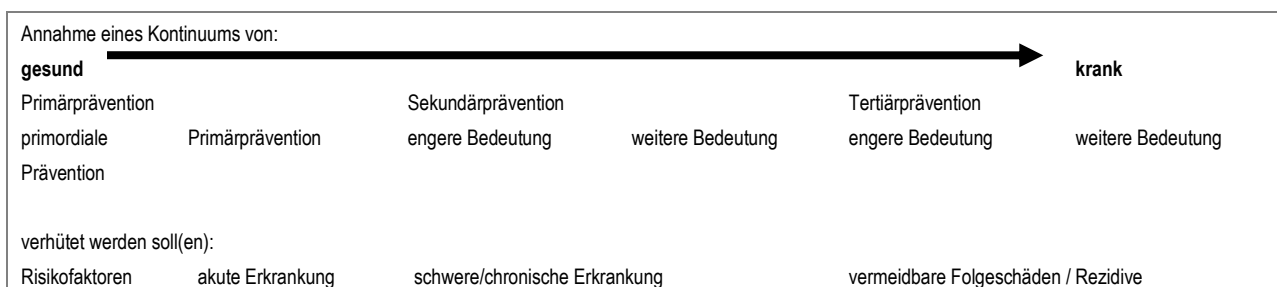 Annahme eines Kontinuums von:
gesund krank
Primärprävention Sekundärprävention Tertiärprävention
primordiale Primärprävention engere Bedeutung weitere Bedeutung engere Bedeutung weitere Bedeutung
Prävention
verhütet werden soll(en):
Risikofaktoren akute Erkrankung schwere/chronische Erkrankung vermeidbare Folgeschäden / Rezidive